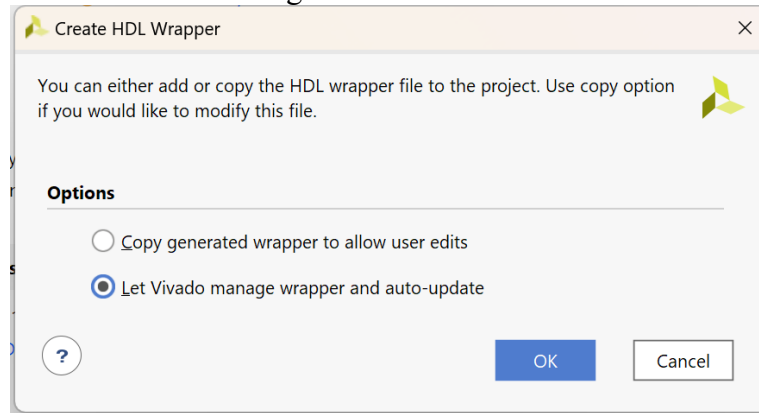 Create HDL Wrapper
You can either add or copy the HDL wrapper file to the project. Use copy option
if you would like to modify this file.
Options
Copy generated wrapper to allow user edits
Let Vivado manage wrapper and auto-update
?
OK
Cancel